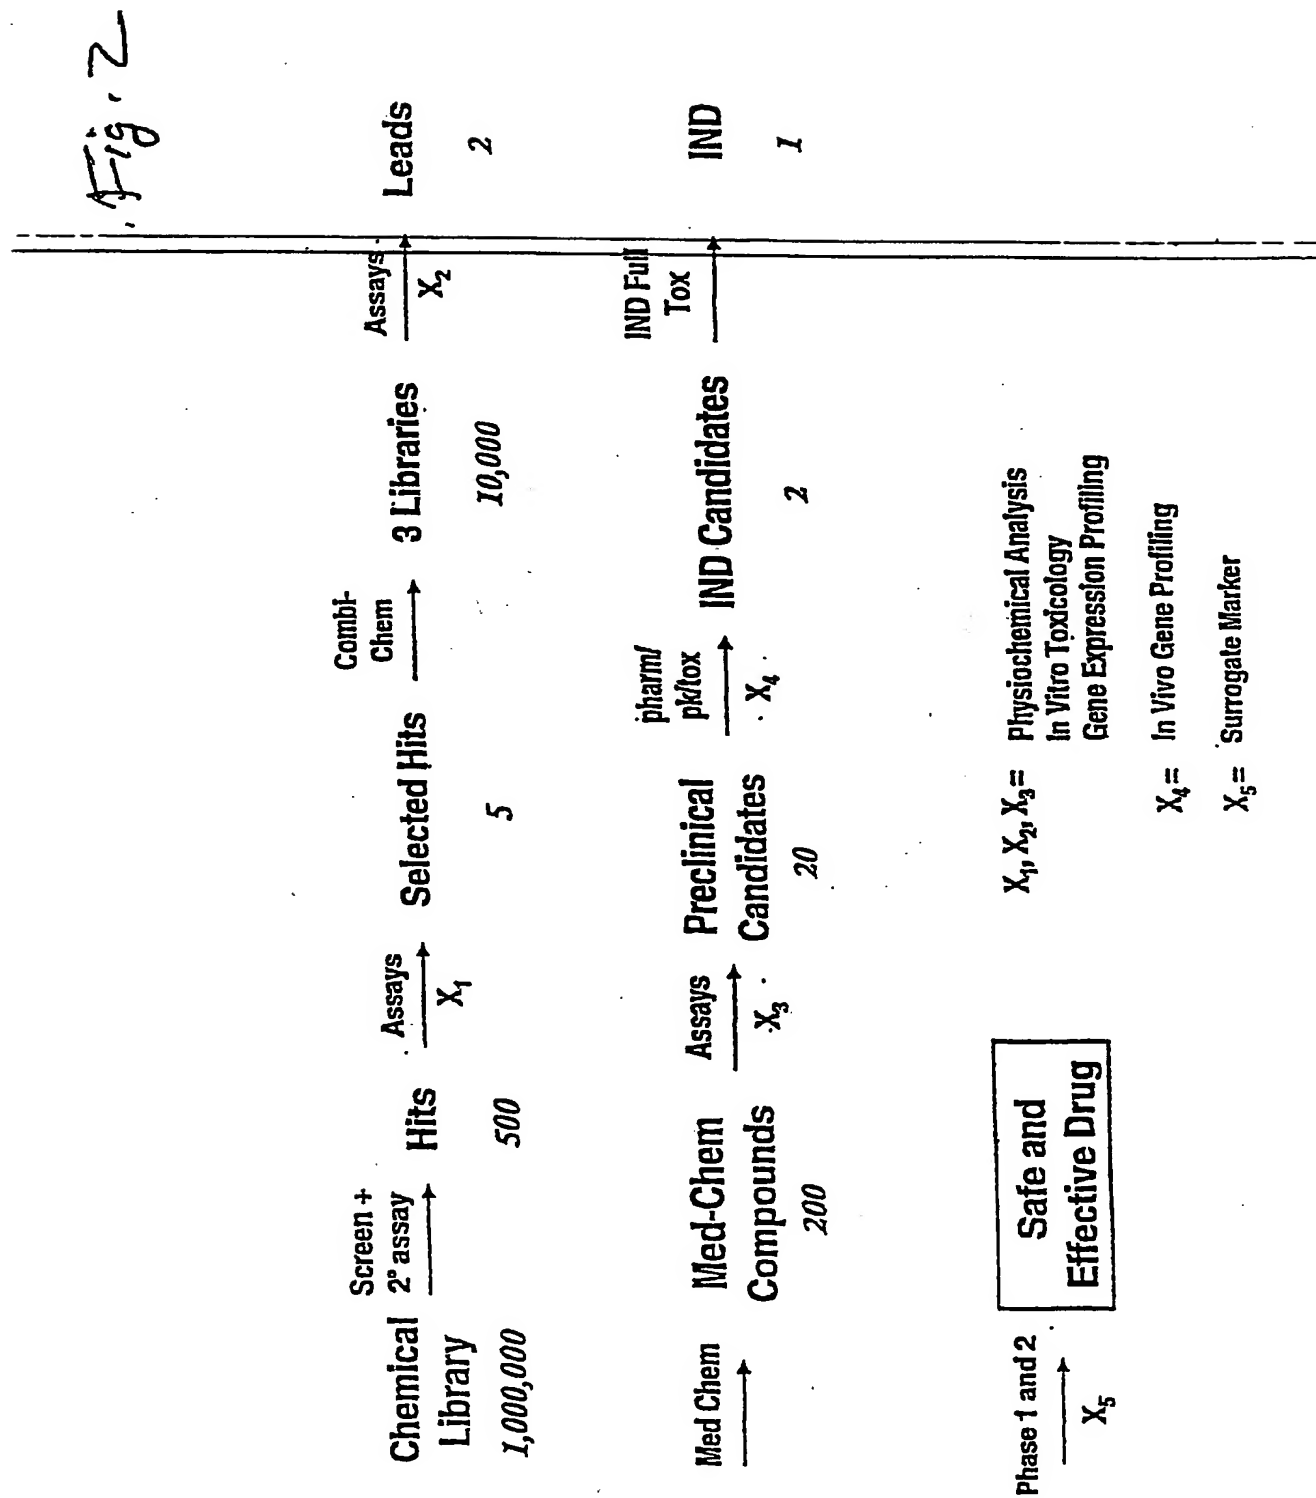 Fig. 2
Chemical
Library
1,000,000
Screen +
2° assay
Hits
500
Assays
X₁
Selected Hits
5
Combi-
Chem
3 Libraries
10,000
Assays
X₂
Leads
2
Med Chem
Med-Chem
Compounds
200
Assays
X₃
Preclinical
Candidates
20
pharm/
pk/tox
X₄
IND Candidates
2
IND Full
Tox
IND
1
Phase 1 and 2
X₅
Safe and
Effective Drug
X₁, X₂, X₃= Physiochemical Analysis
In Vitro Toxicology
Gene Expression Profiling
X₄= In Vivo Gene Profiling
X₅= Surrogate Marker